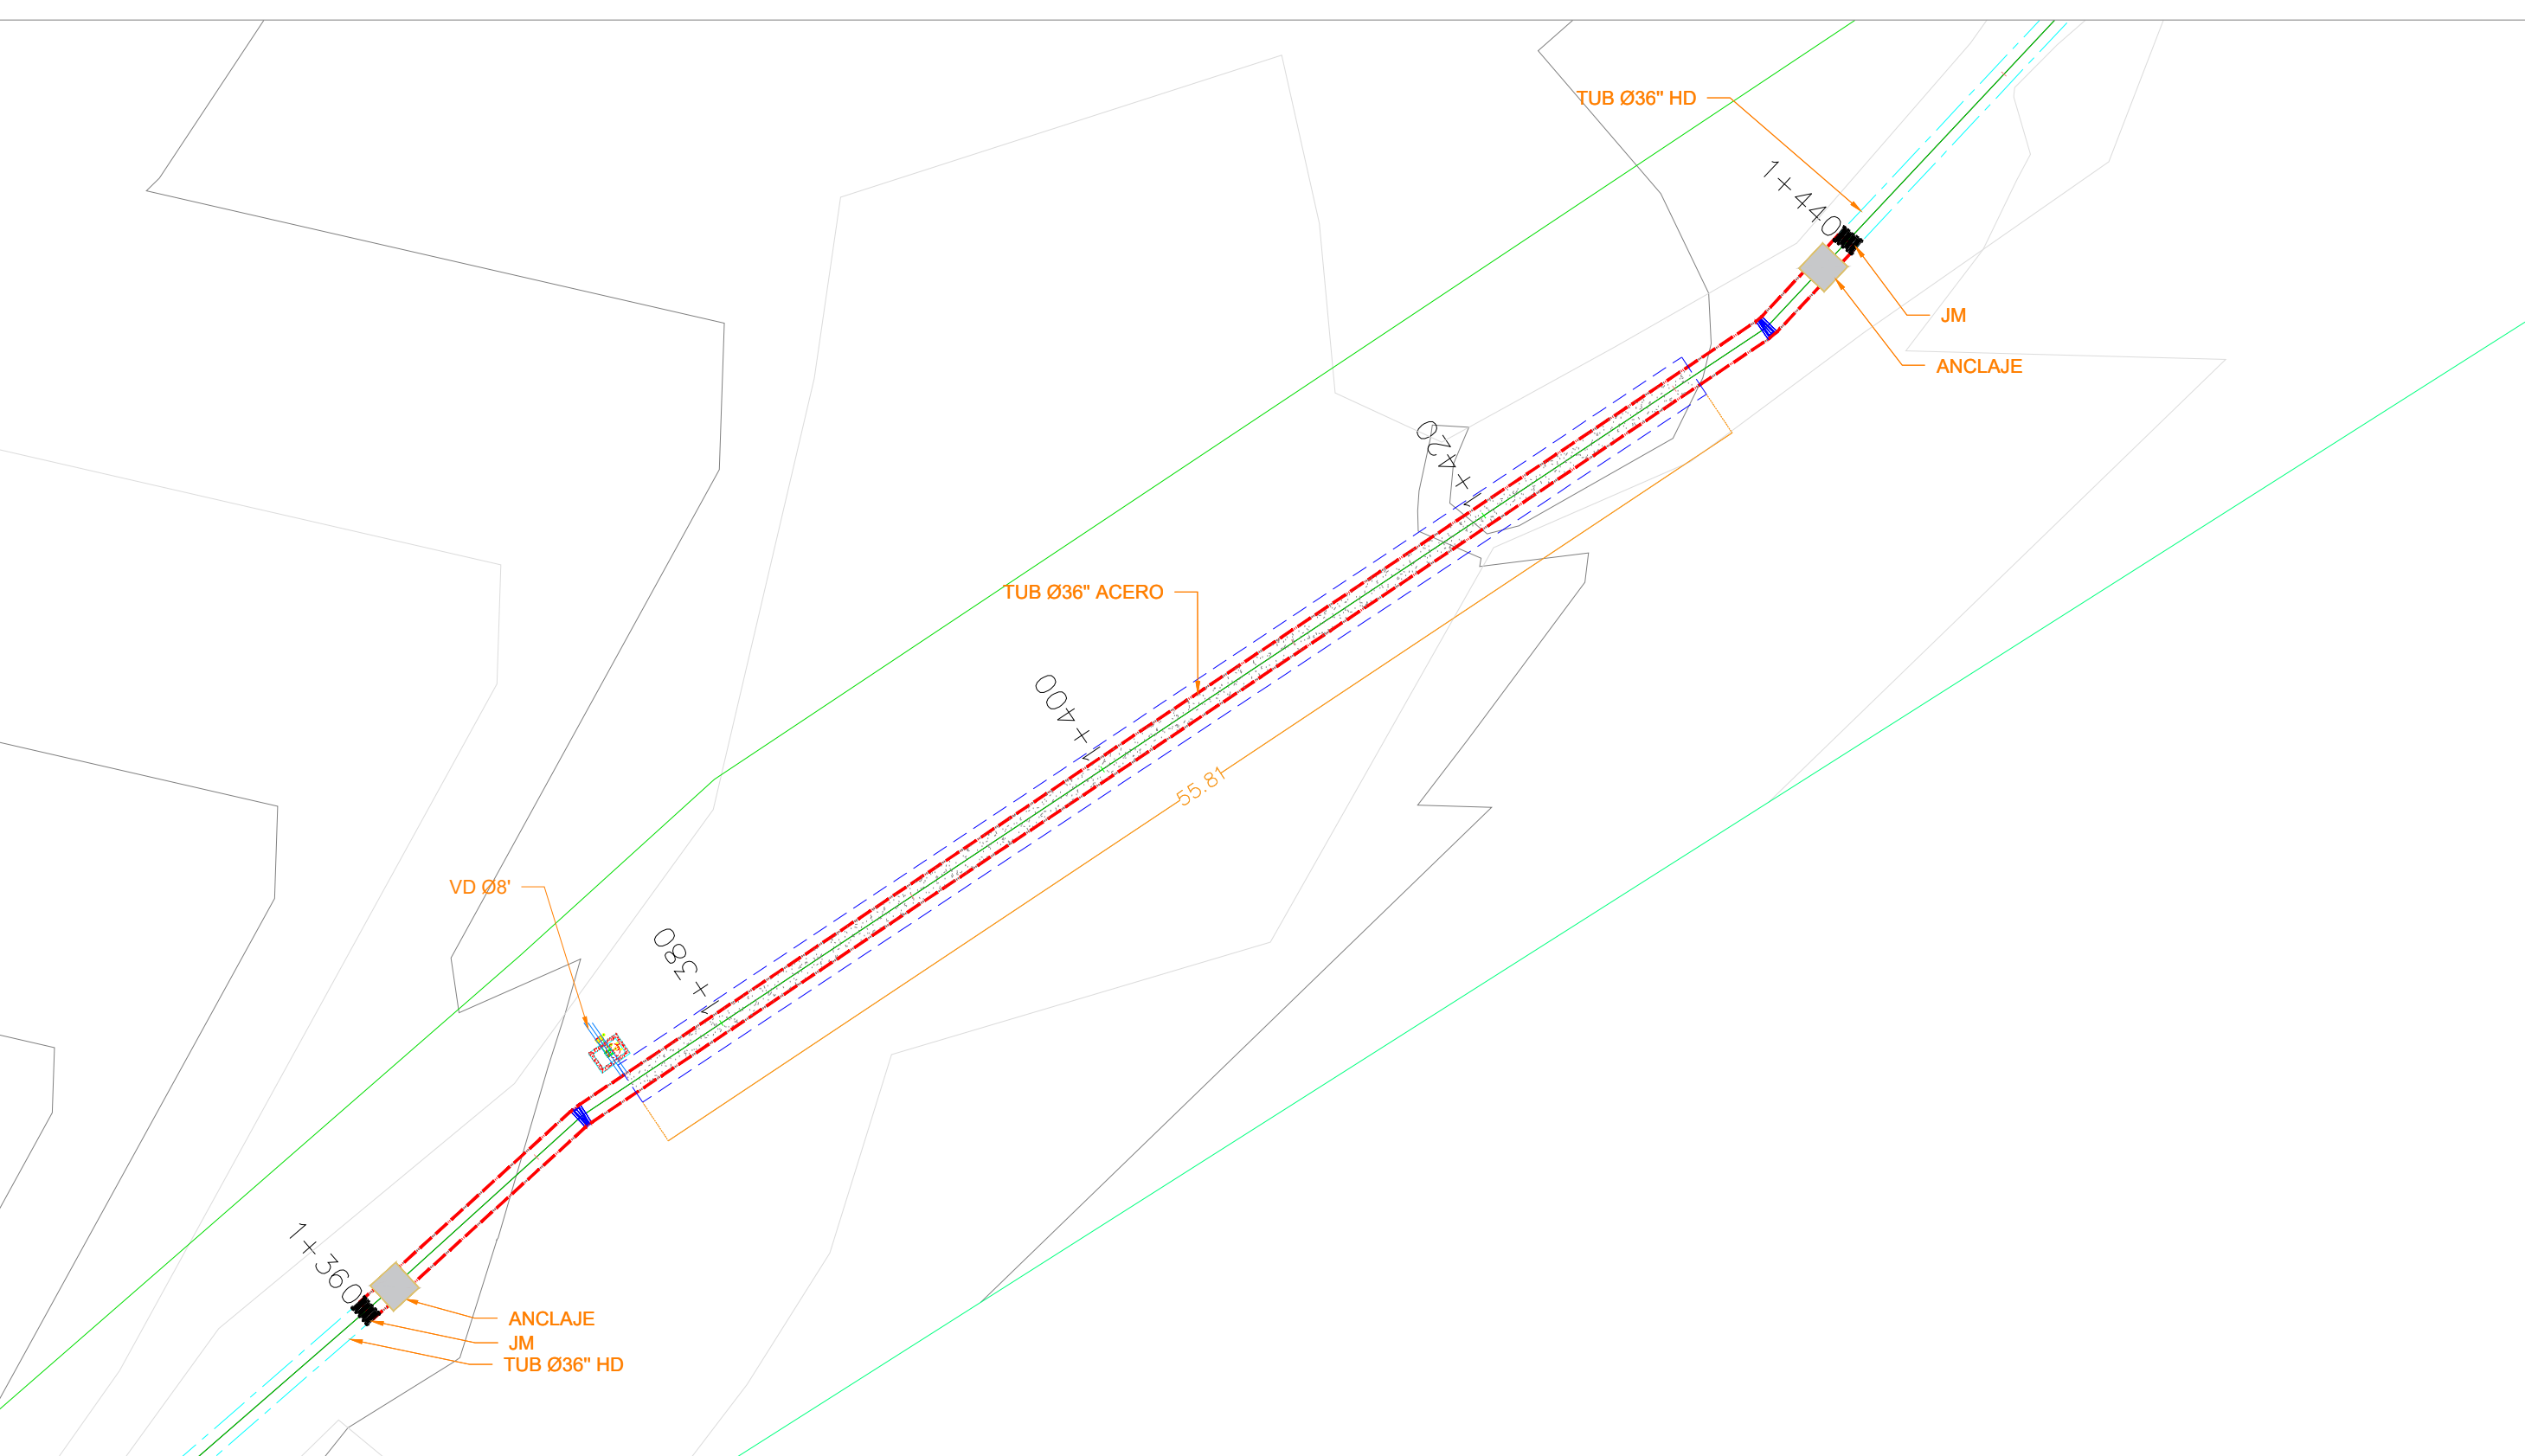 TUB Ø36" HD
1+440
JM
ANCLAJE
1+420
TUB Ø36" ACERO
1+400
55.81
VD Ø8'
1+380
1+360
ANCLAJE
JM
TUB Ø36" HD